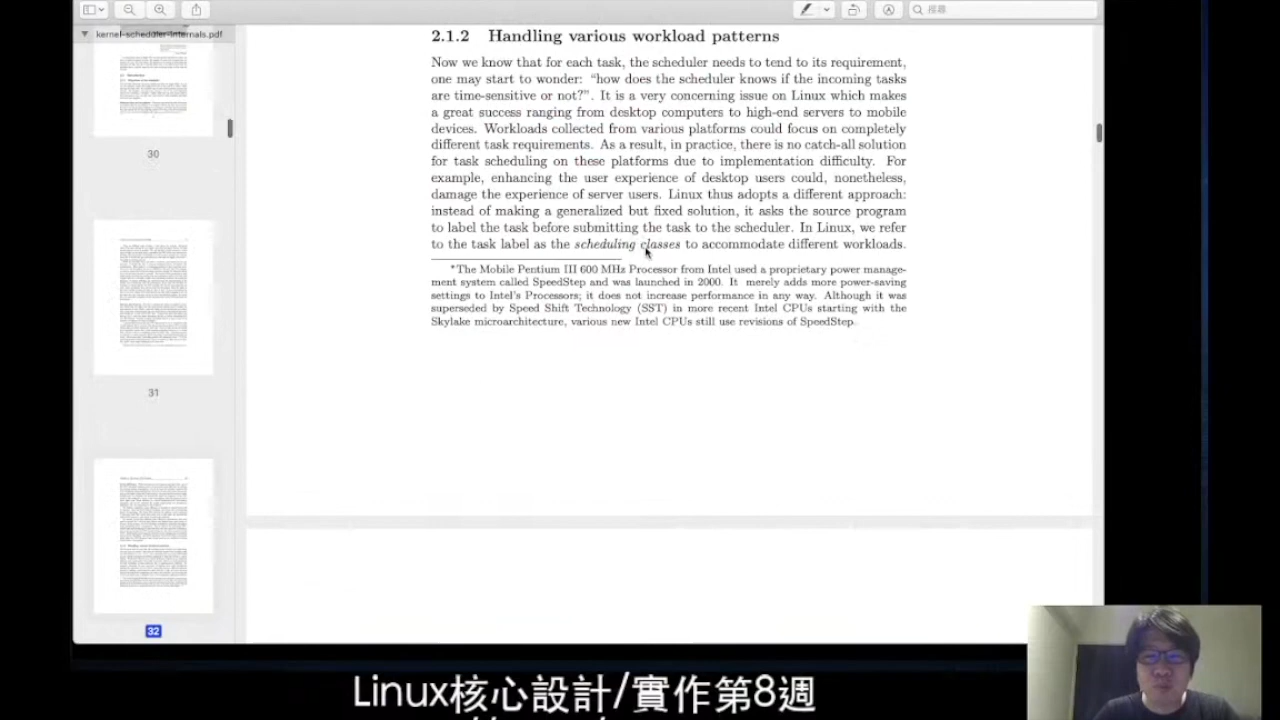 搜尋
kernel-scheduler-internals.pdf
30
31
32
2.1.2 Handling various workload patterns
Now we know that for each task, the scheduler needs to tend to its requirement,
one may start to wonder: “how does the scheduler knows if the incoming tasks
are time-sensitive or not?”. It is a very concerning issue on Linux which makes
a great success ranging from desktop computers to high-end servers to mobile
devices. Workloads collected from various platforms could focus on completely
different task requirements. As a result, in practice, there is no catch-all solution
for task scheduling on these platforms due to implementation difficulty. For
example, enhancing the user experience of desktop users could, nonetheless,
damage the experience of server users. Linux thus adopts a different approach:
instead of making a generalized but fixed solution, it asks the source program
to label the task before submitting the task to the scheduler. In Linux, we refer
to the task label as the scheduling classes to accommodate different workloads.
*The Mobile Pentium III 600 MHz Processor from Intel used a proprietary power manage-
ment system called SpeedStep and was launched in 2000. It merely adds more power-saving
settings to Intel's Processors; it does not increase performance in any way. Although it was
superseded by Speed Shift Technology (SST) in more recent Intel CPUs starting with the
Skylake microarchitecture, various new Intel CPUs still use revisions of SpeedStep.
Linux核心設計/實作第8週